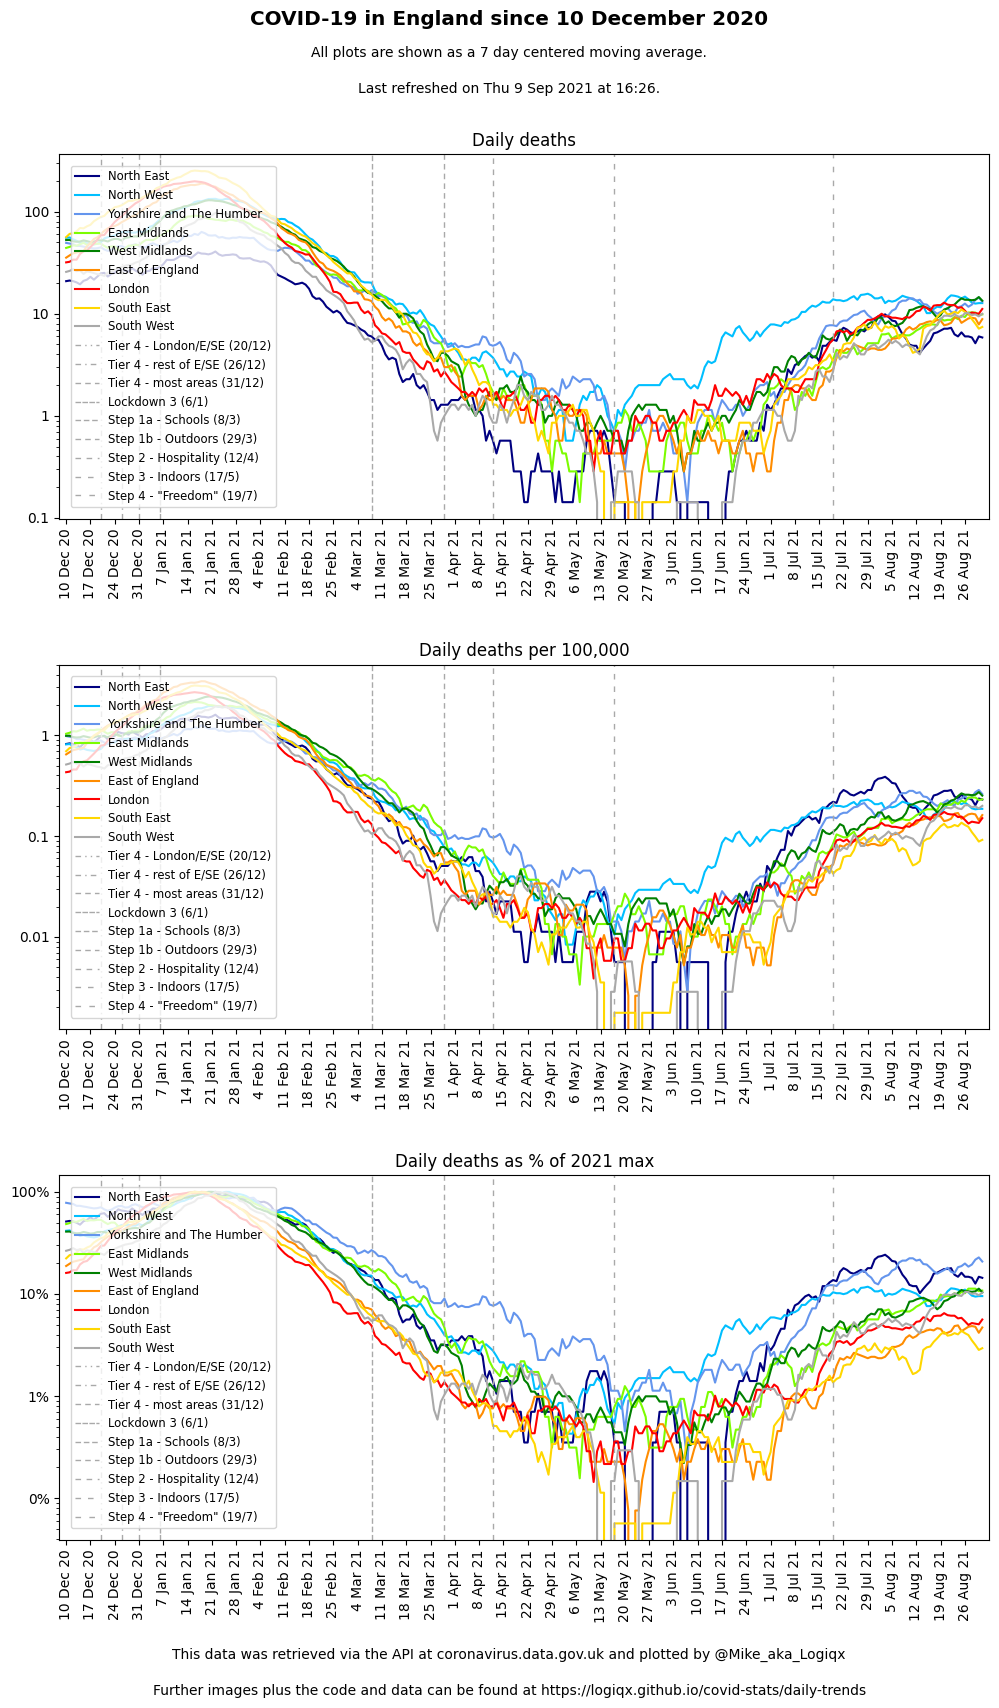 COVID-19 in England since 10 December 2020
All plots are shown as a 7 day centered moving average.
Last refreshed on Thu 9 Sep 2021 at 16:26.
Daily deaths
100
10
1
0.1
North East
North West
Yorkshire and The Humber
East Midlands
West Midlands
East of England
London
South East
South West
Tier 4 - London/E/SE (20/12)
Tier 4 - rest of E/SE (26/12)
Tier 4 - most areas (31/12)
Lockdown 3 (6/1)
Step 1a - Schools (8/3)
Step 1b - Outdoors (29/3)
Step 2 - Hospitality (12/4)
Step 3 - Indoors (17/5)
Step 4 - "Freedom" (19/7)
10 Dec 20
17 Dec 20
24 Dec 20
31 Dec 20
7 Jan 21
14 Jan 21
21 Jan 21
28 Jan 21
4 Feb 21
11 Feb 21
18 Feb 21
25 Feb 21
4 Mar 21
11 Mar 21
18 Mar 21
25 Mar 21
1 Apr 21
8 Apr 21
15 Apr 21
22 Apr 21
29 Apr 21
6 May 21
13 May 21
20 May 21
27 May 21
3 Jun 21
10 Jun 21
17 Jun 21
24 Jun 21
1 Jul 21
8 Jul 21
15 Jul 21
22 Jul 21
29 Jul 21
5 Aug 21
12 Aug 21
19 Aug 21
26 Aug 21
Daily deaths per 100,000
1
0.1
0.01
North East
North West
Yorkshire and The Humber
East Midlands
West Midlands
East of England
London
South East
South West
Tier 4 - London/E/SE (20/12)
Tier 4 - rest of E/SE (26/12)
Tier 4 - most areas (31/12)
Lockdown 3 (6/1)
Step 1a - Schools (8/3)
Step 1b - Outdoors (29/3)
Step 2 - Hospitality (12/4)
Step 3 - Indoors (17/5)
Step 4 - "Freedom" (19/7)
10 Dec 20
17 Dec 20
24 Dec 20
31 Dec 20
7 Jan 21
14 Jan 21
21 Jan 21
28 Jan 21
4 Feb 21
11 Feb 21
18 Feb 21
25 Feb 21
4 Mar 21
11 Mar 21
18 Mar 21
25 Mar 21
1 Apr 21
8 Apr 21
15 Apr 21
22 Apr 21
29 Apr 21
6 May 21
13 May 21
20 May 21
27 May 21
3 Jun 21
10 Jun 21
17 Jun 21
24 Jun 21
1 Jul 21
8 Jul 21
15 Jul 21
22 Jul 21
29 Jul 21
5 Aug 21
12 Aug 21
19 Aug 21
26 Aug 21
Daily deaths as % of 2021 max
100%
10%
1%
0%
North East
North West
Yorkshire and The Humber
East Midlands
West Midlands
East of England
London
South East
South West
Tier 4 - London/E/SE (20/12)
Tier 4 - rest of E/SE (26/12)
Tier 4 - most areas (31/12)
Lockdown 3 (6/1)
Step 1a - Schools (8/3)
Step 1b - Outdoors (29/3)
Step 2 - Hospitality (12/4)
Step 3 - Indoors (17/5)
Step 4 - "Freedom" (19/7)
10 Dec 20
17 Dec 20
24 Dec 20
31 Dec 20
7 Jan 21
14 Jan 21
21 Jan 21
28 Jan 21
4 Feb 21
11 Feb 21
18 Feb 21
25 Feb 21
4 Mar 21
11 Mar 21
18 Mar 21
25 Mar 21
1 Apr 21
8 Apr 21
15 Apr 21
22 Apr 21
29 Apr 21
6 May 21
13 May 21
20 May 21
27 May 21
3 Jun 21
10 Jun 21
17 Jun 21
24 Jun 21
1 Jul 21
8 Jul 21
15 Jul 21
22 Jul 21
29 Jul 21
5 Aug 21
12 Aug 21
19 Aug 21
26 Aug 21
This data was retrieved via the API at coronavirus.data.gov.uk and plotted by @Mike_aka_Logiqx
Further images plus the code and data can be found at https://logiqx.github.io/covid-stats/daily-trends